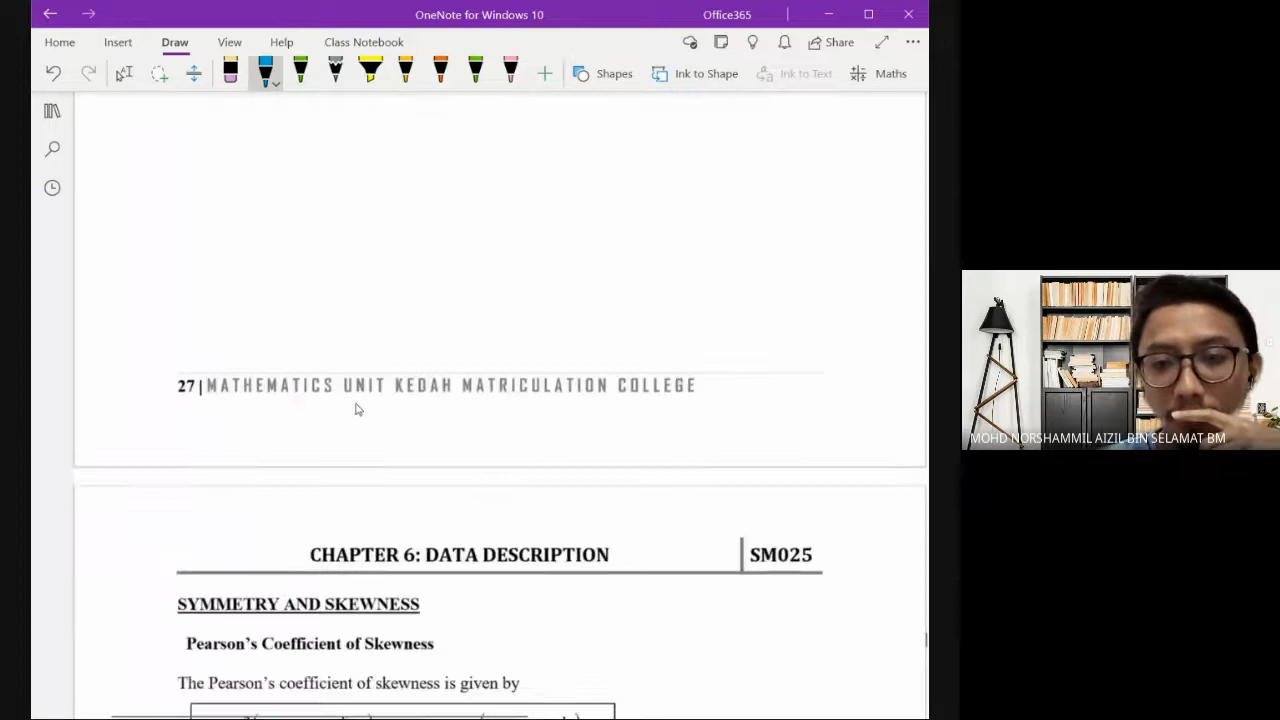 OneNote for Windows 10
Office365
Home Insert Draw View Help Class Notebook
Share
Shapes Ink to Shape Ink to Text Maths
27 | MATHEMATICS UNIT KEDAH MATRICULATION COLLEGE
CHAPTER 6: DATA DESCRIPTION SM025
SYMMETRY AND SKEWNESS
Pearson's Coefficient of Skewness
The Pearson's coefficient of skewness is given by
MOHD NORSHAMMIL AIZIL BIN SELAMAT BM